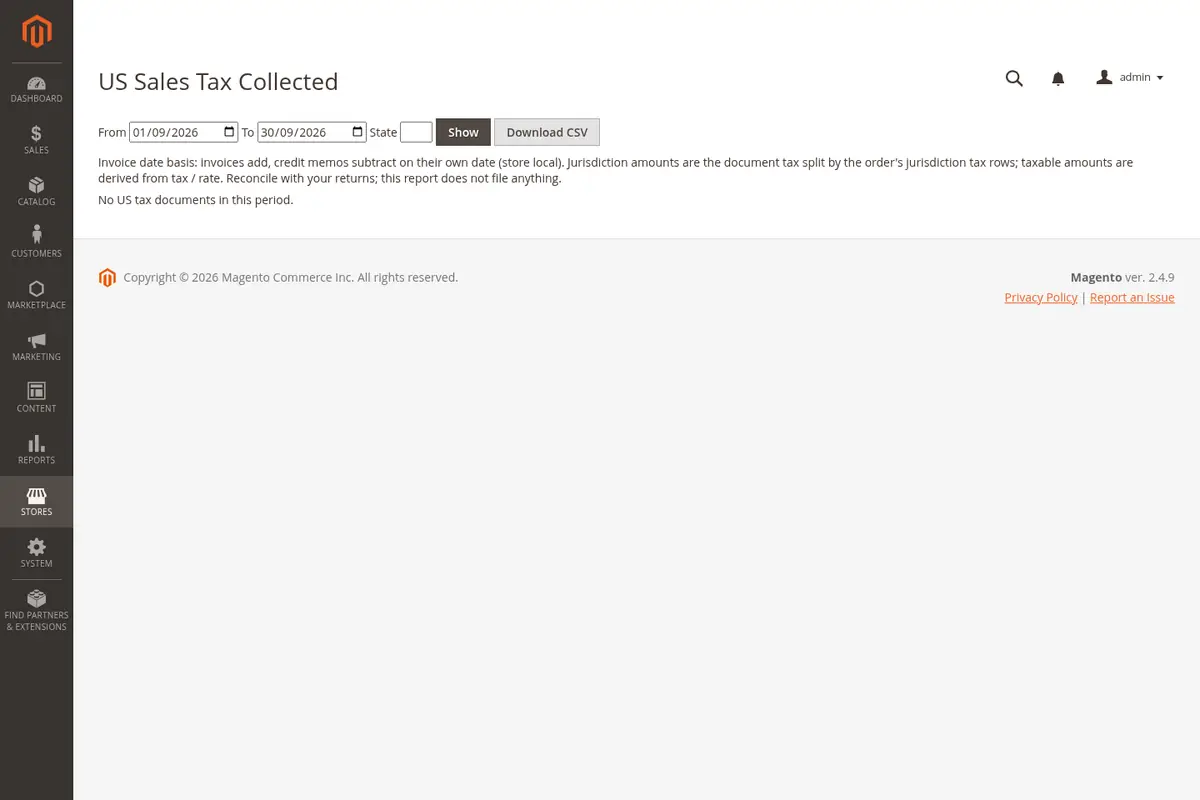 US Sales Tax Collected
admin
From 01/09/2026 To 30/09/2026 State Show Download CSV
Invoice date basis: invoices add, credit memos subtract on their own date (store local). Jurisdiction amounts are the document tax split by the order's jurisdiction tax rows; taxable amounts are
derived from tax / rate. Reconcile with your returns; this report does not file anything.
No US tax documents in this period.
Copyright © 2026 Magento Commerce Inc. All rights reserved.
Magento ver. 2.4.9
Privacy Policy | Report an Issue
DASHBOARD
SALES
CATALOG
CUSTOMERS
MARKETPLACE
MARKETING
CONTENT
REPORTS
STORES
SYSTEM
FIND PARTNERS
& EXTENSIONS